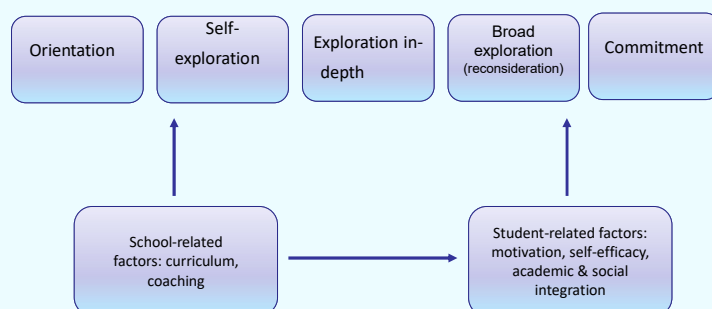 Orientation
Self-
exploration
Exploration in-
depth
Broad
exploration
(reconsideration)
Commitment
School-related
factors: curriculum,
coaching
Student-related factors:
motivation, self-efficacy,
academic & social
integration